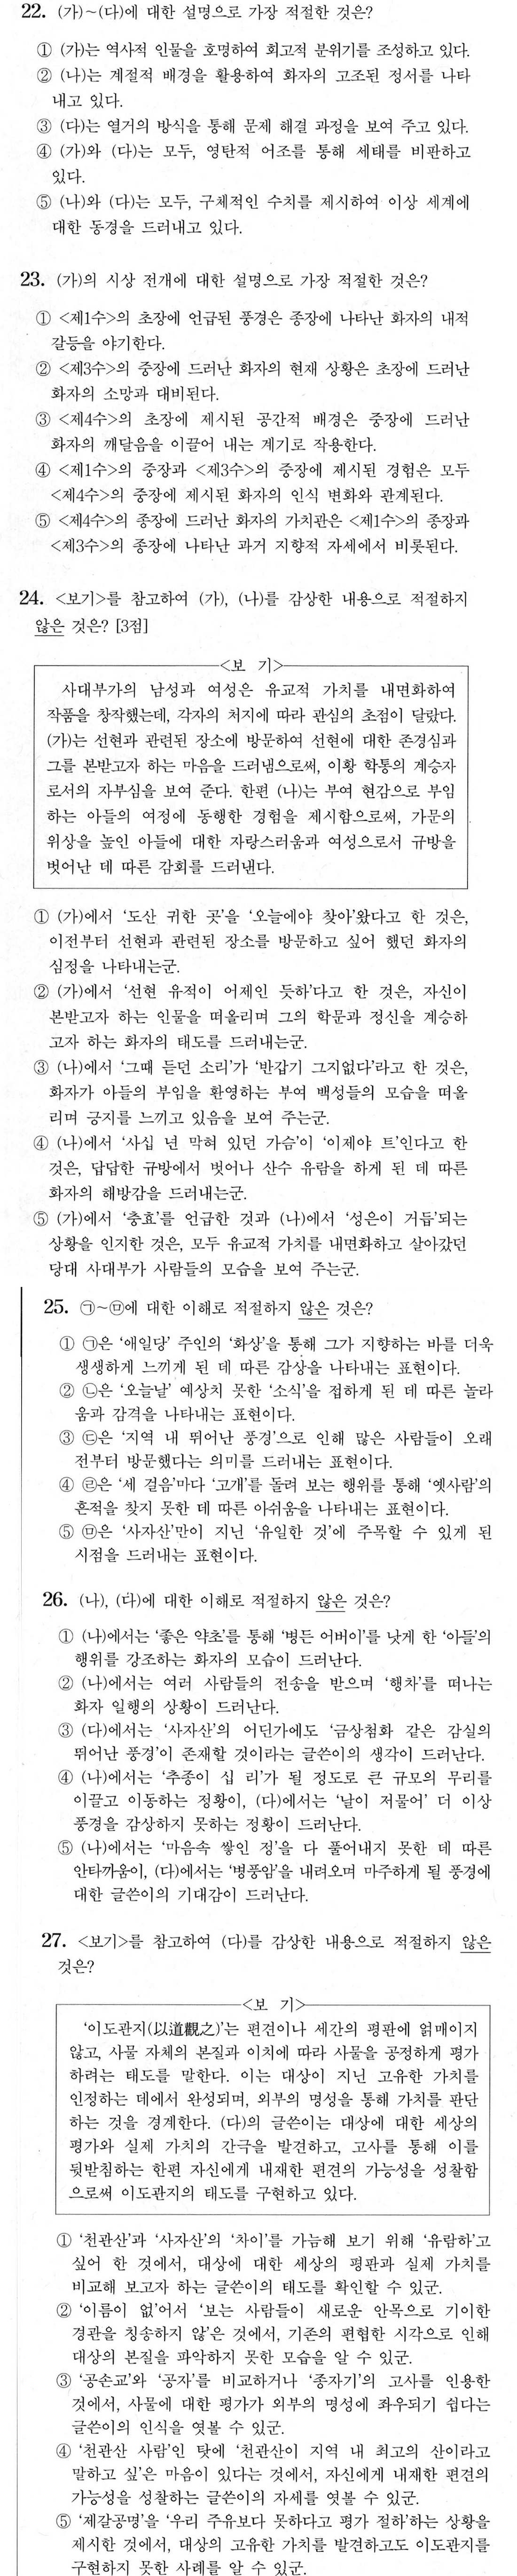 22. (가)~(다)에 대한 설명으로 가장 적절한 것은?
① (가)는 역사적 인물을 호명하여 회고적 분위기를 조성하고 있다.
② (나)는 계절적 배경을 활용하여 화자의 고조된 정서를 나타
내고 있다.
③ (다)는 열거의 방식을 통해 문제 해결 과정을 보여 주고 있다.
④ (가)와 (다)는 모두, 영탄적 어조를 통해 세태를 비판하고
있다.
⑤ (나)와 (다)는 모두, 구체적인 수치를 제시하여 이상 세계에
대한 동경을 드러내고 있다.
23. (가)의 시상 전개에 대한 설명으로 가장 적절한 것은?
① <제1수>의 초장에 언급된 풍경은 종장에 나타난 화자의 내적
갈등을 야기한다.
② <제3수>의 중장에 드러난 화자의 현재 상황은 초장에 드러난
화자의 소망과 대비된다.
③ <제4수>의 초장에 제시된 공간적 배경은 중장에 드러난
화자의 깨달음을 이끌어 내는 계기로 작용한다.
④ <제1수>의 중장과 <제3수>의 중장에 제시된 경험은 모두
<제4수>의 중장에 제시된 화자의 인식 변화와 관계된다.
⑤ <제4수>의 종장에 드러난 화자의 가치관은 <제1수>의 종장과
<제3수>의 종장에 나타난 과거 지향적 자세에서 비롯된다.
24. <보기>를 참고하여 (가), (나)를 감상한 내용으로 적절하지
않은 것은? [3점]
<보 기>
사대부가의 남성과 여성은 유교적 가치를 내면화하여
작품을 창작했는데, 각자의 처지에 따라 관심의 초점이 달랐다.
(가)는 선현과 관련된 장소에 방문하여 선현에 대한 존경심과
그를 본받고자 하는 마음을 드러냄으로써, 이황 학통의 계승자
로서의 자부심을 보여 준다. 한편 (나)는 부여 현감으로 부임
하는 아들의 여정에 동행한 경험을 제시함으로써, 가문의
위상을 높인 아들에 대한 자랑스러움과 여성으로서 규방을
벗어난 데 따른 감회를 드러낸다.
① (가)에서 '도산 귀한 곳'을 '오늘에야 찾아'왔다고 한 것은,
이전부터 선현과 관련된 장소를 방문하고 싶어 했던 화자의
심정을 나타내는군.
② (가)에서 '선현 유적이 어제인 듯하'다고 한 것은, 자신이
본받고자 하는 인물을 떠올리며 그의 학문과 정신을 계승하
고자 하는 화자의 태도를 드러내는군.
③ (나)에서 '그때 듣던 소리'가 '반갑기 그지없다'라고 한 것은,
화자가 아들의 부임을 환영하는 부여 백성들의 모습을 떠올
리며 긍지를 느끼고 있음을 보여 주는군.
④ (나)에서 '사십 년 막혀 있던 가슴'이 '이제야 트'인다고 한
것은, 답답한 규방에서 벗어나 산수 유람을 하게 된 데 따른
화자의 해방감을 드러내는군.
⑤ (가)에서 '충효'를 언급한 것과 (나)에서 '성은이 거듭'되는
상황을 인지한 것은, 모두 유교적 가치를 내면화하고 살아갔던
당대 사대부가 사람들의 모습을 보여 주는군.
25. ㉠~㉤에 대한 이해로 적절하지 않은 것은?
① ㉠은 '애일당' 주인의 '화상'을 통해 그가 지향하는 바를 더욱
생생하게 느끼게 된 데 따른 감상을 나타내는 표현이다.
② ㉡은 '오늘날' 예상치 못한 '소식'을 접하게 된 데 따른 놀라
움과 감격을 나타내는 표현이다.
③ ㉢은 '지역 내 뛰어난 풍경'으로 인해 많은 사람들이 오래
전부터 방문했다는 의미를 드러내는 표현이다.
④ ㉣은 '세 걸음'마다 '고개'를 돌려 보는 행위를 통해 '옛사람'의
흔적을 찾지 못한 데 따른 아쉬움을 나타내는 표현이다.
⑤ ㉤은 '사자산'만이 지닌 '유일한 것'에 주목할 수 있게 된
시점을 드러내는 표현이다.
26. (나), (다)에 대한 이해로 적절하지 않은 것은?
① (나)에서는 '좋은 약초'를 통해 '병든 어버이'를 낫게 한 '아들'의
행위를 강조하는 화자의 모습이 드러난다.
② (나)에서는 여러 사람들의 전송을 받으며 '행차'를 떠나는
화자 일행의 상황이 드러난다.
③ (다)에서는 '사자산'의 어딘가에도 '금상첨화 같은 감실의
뛰어난 풍경'이 존재할 것이라는 글쓴이의 생각이 드러난다.
④ (나)에서는 '추종이 십 리'가 될 정도로 큰 규모의 무리를
이끌고 이동하는 정황이, (다)에서는 '날이 저물어' 더 이상
풍경을 감상하지 못하는 정황이 드러난다.
⑤ (나)에서는 '마음속 쌓인 정'을 다 풀어내지 못한 데 따른
안타까움이, (다)에서는 '병풍암'을 내려오며 마주하게 될 풍경에
대한 글쓴이의 기대감이 드러난다.
27. <보기>를 참고하여 (다)를 감상한 내용으로 적절하지 않은
것은?
<보 기>
'이도관지(以道觀之)'는 편견이나 세간의 평판에 얽매이지
않고, 사물 자체의 본질과 이치에 따라 사물을 공정하게 평가
하려는 태도를 말한다. 이는 대상이 지닌 고유한 가치를
인정하는 데에서 완성되며, 외부의 명성을 통해 가치를 판단
하는 것을 경계한다. (다)의 글쓴이는 대상에 대한 세상의
평가와 실제 가치의 간극을 발견하고, 고사를 통해 이를
뒷받침하는 한편 자신에게 내재한 편견의 가능성을 성찰함
으로써 이도관지의 태도를 구현하고 있다.
① '천관산'과 '사자산'의 '차이'를 가늠해 보기 위해 '유람하'고
싶어 한 것에서, 대상에 대한 세상의 평판과 실제 가치를
비교해 보고자 하는 글쓴이의 태도를 확인할 수 있군.
② '이름이 없'어서 '보는 사람들이 새로운 안목으로 기이한
경관을 칭송하지 않'은 것에서, 기존의 편협한 시각으로 인해
대상의 본질을 파악하지 못한 모습을 알 수 있군.
③ '공손교'와 '공자'를 비교하거나 '종자기'의 고사를 인용한
것에서, 사물에 대한 평가가 외부의 명성에 좌우되기 쉽다는
글쓴이의 인식을 엿볼 수 있군.
④ '천관산 사람'인 탓에 '천관산이 지역 내 최고의 산이라고
말하고 싶'은 마음이 있다는 것에서, 자신에게 내재한 편견의
가능성을 성찰하는 글쓴이의 자세를 엿볼 수 있군.
⑤ '제갈공명'을 '우리 주유보다 못하다고 평가 절하'하는 상황을
제시한 것에서, 대상의 고유한 가치를 발견하고도 이도관지를
구현하지 못한 사례를 알 수 있군.